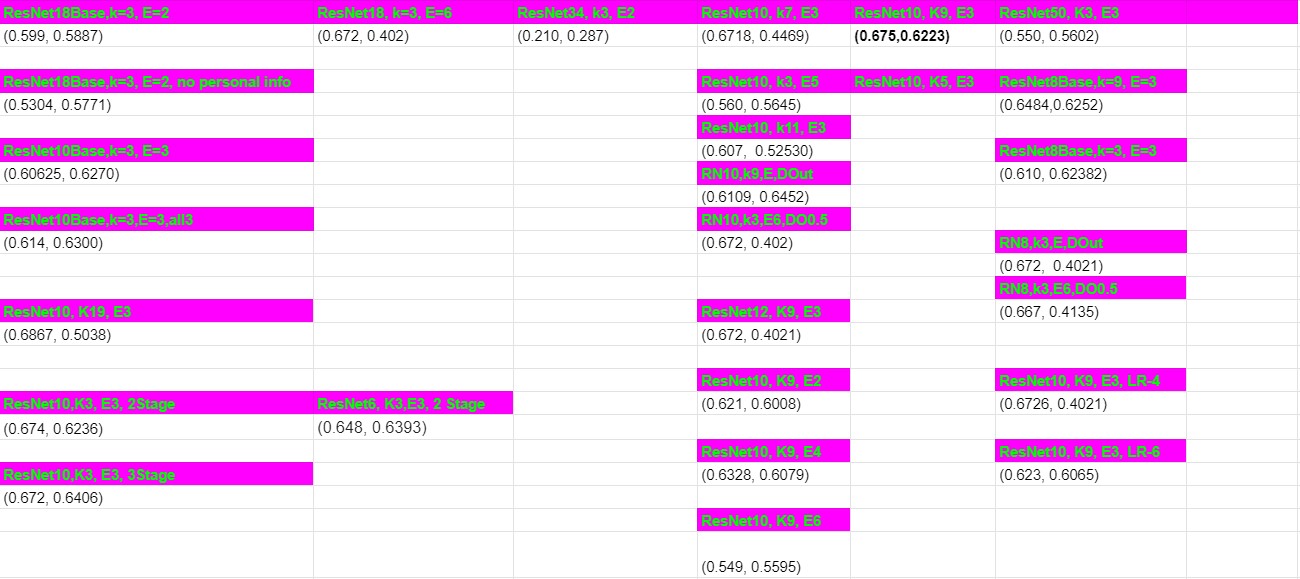 ResNet18Base,k=3, E=2 ResNet18, k=3, E=6 ResNet34, k3, E2 ResNet10, k7, E3 ResNet10, K9, E3 ResNet50, K3, E3
(0.599, 0.5887) (0.672, 0.402) (0.210, 0.287) (0.6718, 0.4469) (0.675,0.6223) (0.550, 0.5602)
ResNet18Base,k=3, E=2, no personal info ResNet10, k3, E5 ResNet10, K5, E3 ResNet8Base,k=9, E=3
(0.5304, 0.5771) (0.560, 0.5645) (0.6484,0.6252)
ResNet10, k11, E3
ResNet10Base,k=3, E=3 (0.607, 0.52530) ResNet8Base,k=3, E=3
(0.60625, 0.6270) RN10,k9,E,DOut (0.610, 0.62382)
(0.6109, 0.6452)
ResNet10Base,k=3,E=3,all3 RN10,k3,E6,DO0.5
(0.614, 0.6300) (0.672, 0.402) RN8,k3,E,DOut
(0.672, 0.4021)
RN8,k3,E6,DO0.5
ResNet10, K19, E3 ResNet12, K9, E3 (0.667, 0.4135)
(0.6867, 0.5038) (0.672, 0.4021)
ResNet10, K9, E2 ResNet10, K9, E3, LR-4
ResNet10,K3, E3, 2Stage ResNet6, K3,E3, 2 Stage (0.621, 0.6008) (0.6726, 0.4021)
(0.674, 0.6236) (0.648, 0.6393)
ResNet10, K9, E4 ResNet10, K9, E3, LR-6
ResNet10,K3, E3, 3Stage (0.6328, 0.6079) (0.623, 0.6065)
(0.672, 0.6406)
ResNet10, K9, E6
(0.549, 0.5595)